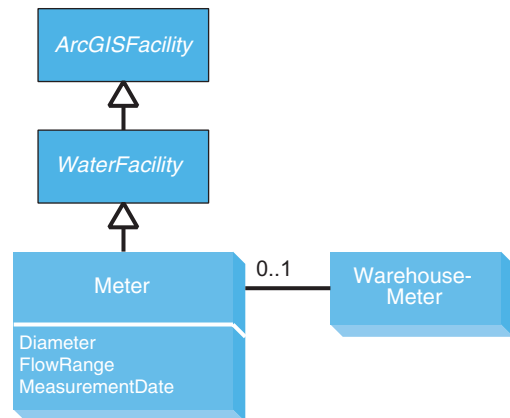 ArcGISFacility
WaterFacility
Meter
0..1
Warehouse-
Meter
Diameter
FlowRange
MeasurementDate